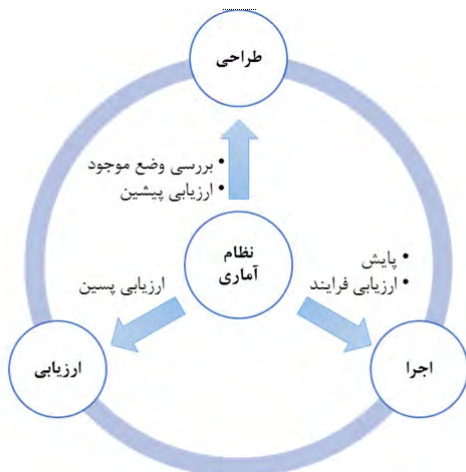 طراحی
• بررسی وضع موجود
• ارزیابی پیشین
نظام
آماری
• پایش
• ارزیابی فرایند
ارزیابی پسین
اجرا
ارزیابی